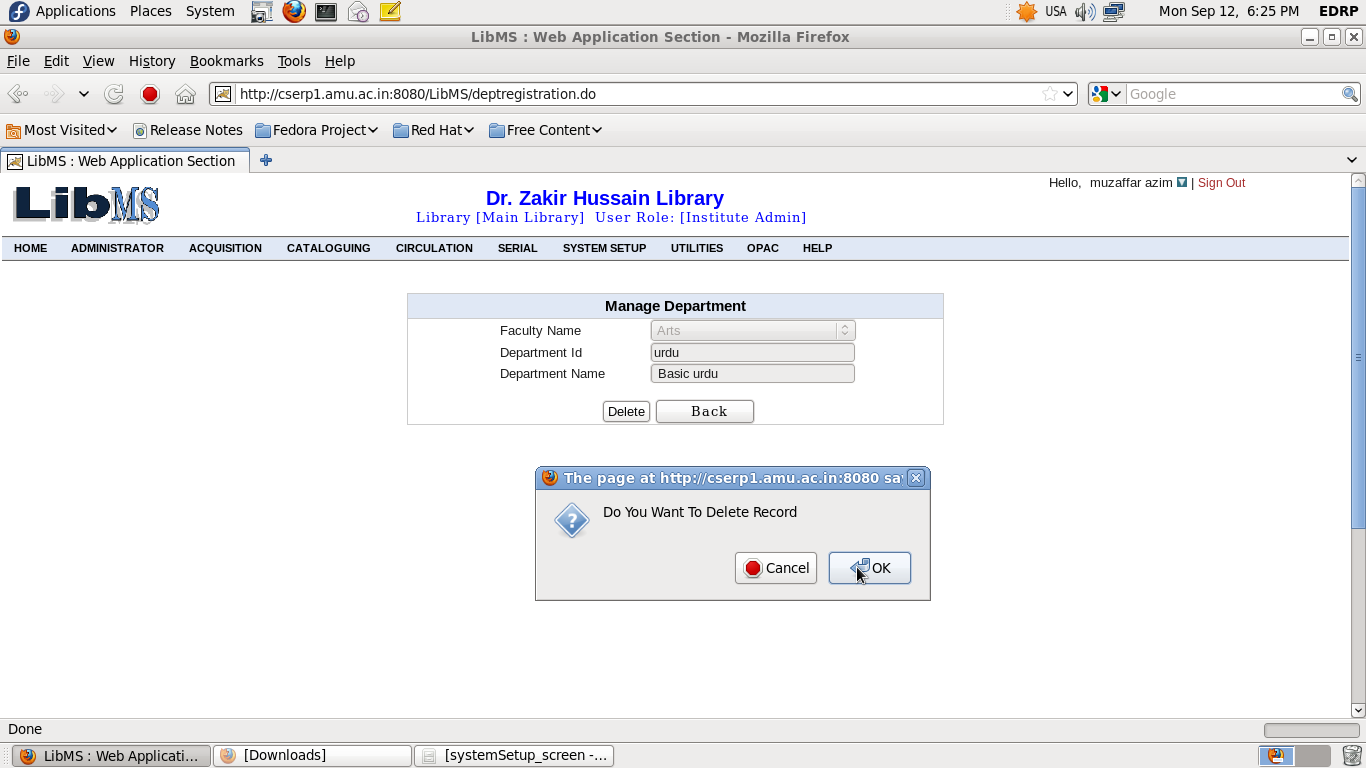 Applications Places System USA Mon Sep 12, 6:25 PM EDRP
LibMS : Web Application Section - Mozilla Firefox
File Edit View History Bookmarks Tools Help
http://cserp1.amu.ac.in:8080/LibMS/deptregistration.do Google
Most Visited Release Notes Fedora Project Red Hat Free Content
LibMS : Web Application Section
Hello, muzaffar azim | Sign Out
LibMS
Dr. Zakir Hussain Library
Library [Main Library] User Role: [Institute Admin]
HOME ADMINISTRATOR ACQUISITION CATALOGUING CIRCULATION SERIAL SYSTEM SETUP UTILITIES OPAC HELP
Manage Department
Faculty Name Arts
Department Id urdu
Department Name Basic urdu
Delete Back
The page at http://cserp1.amu.ac.in:8080 sa
?
Do You Want To Delete Record
Cancel OK
Done
LibMS : Web Applicati... [Downloads] [systemSetup_screen -...